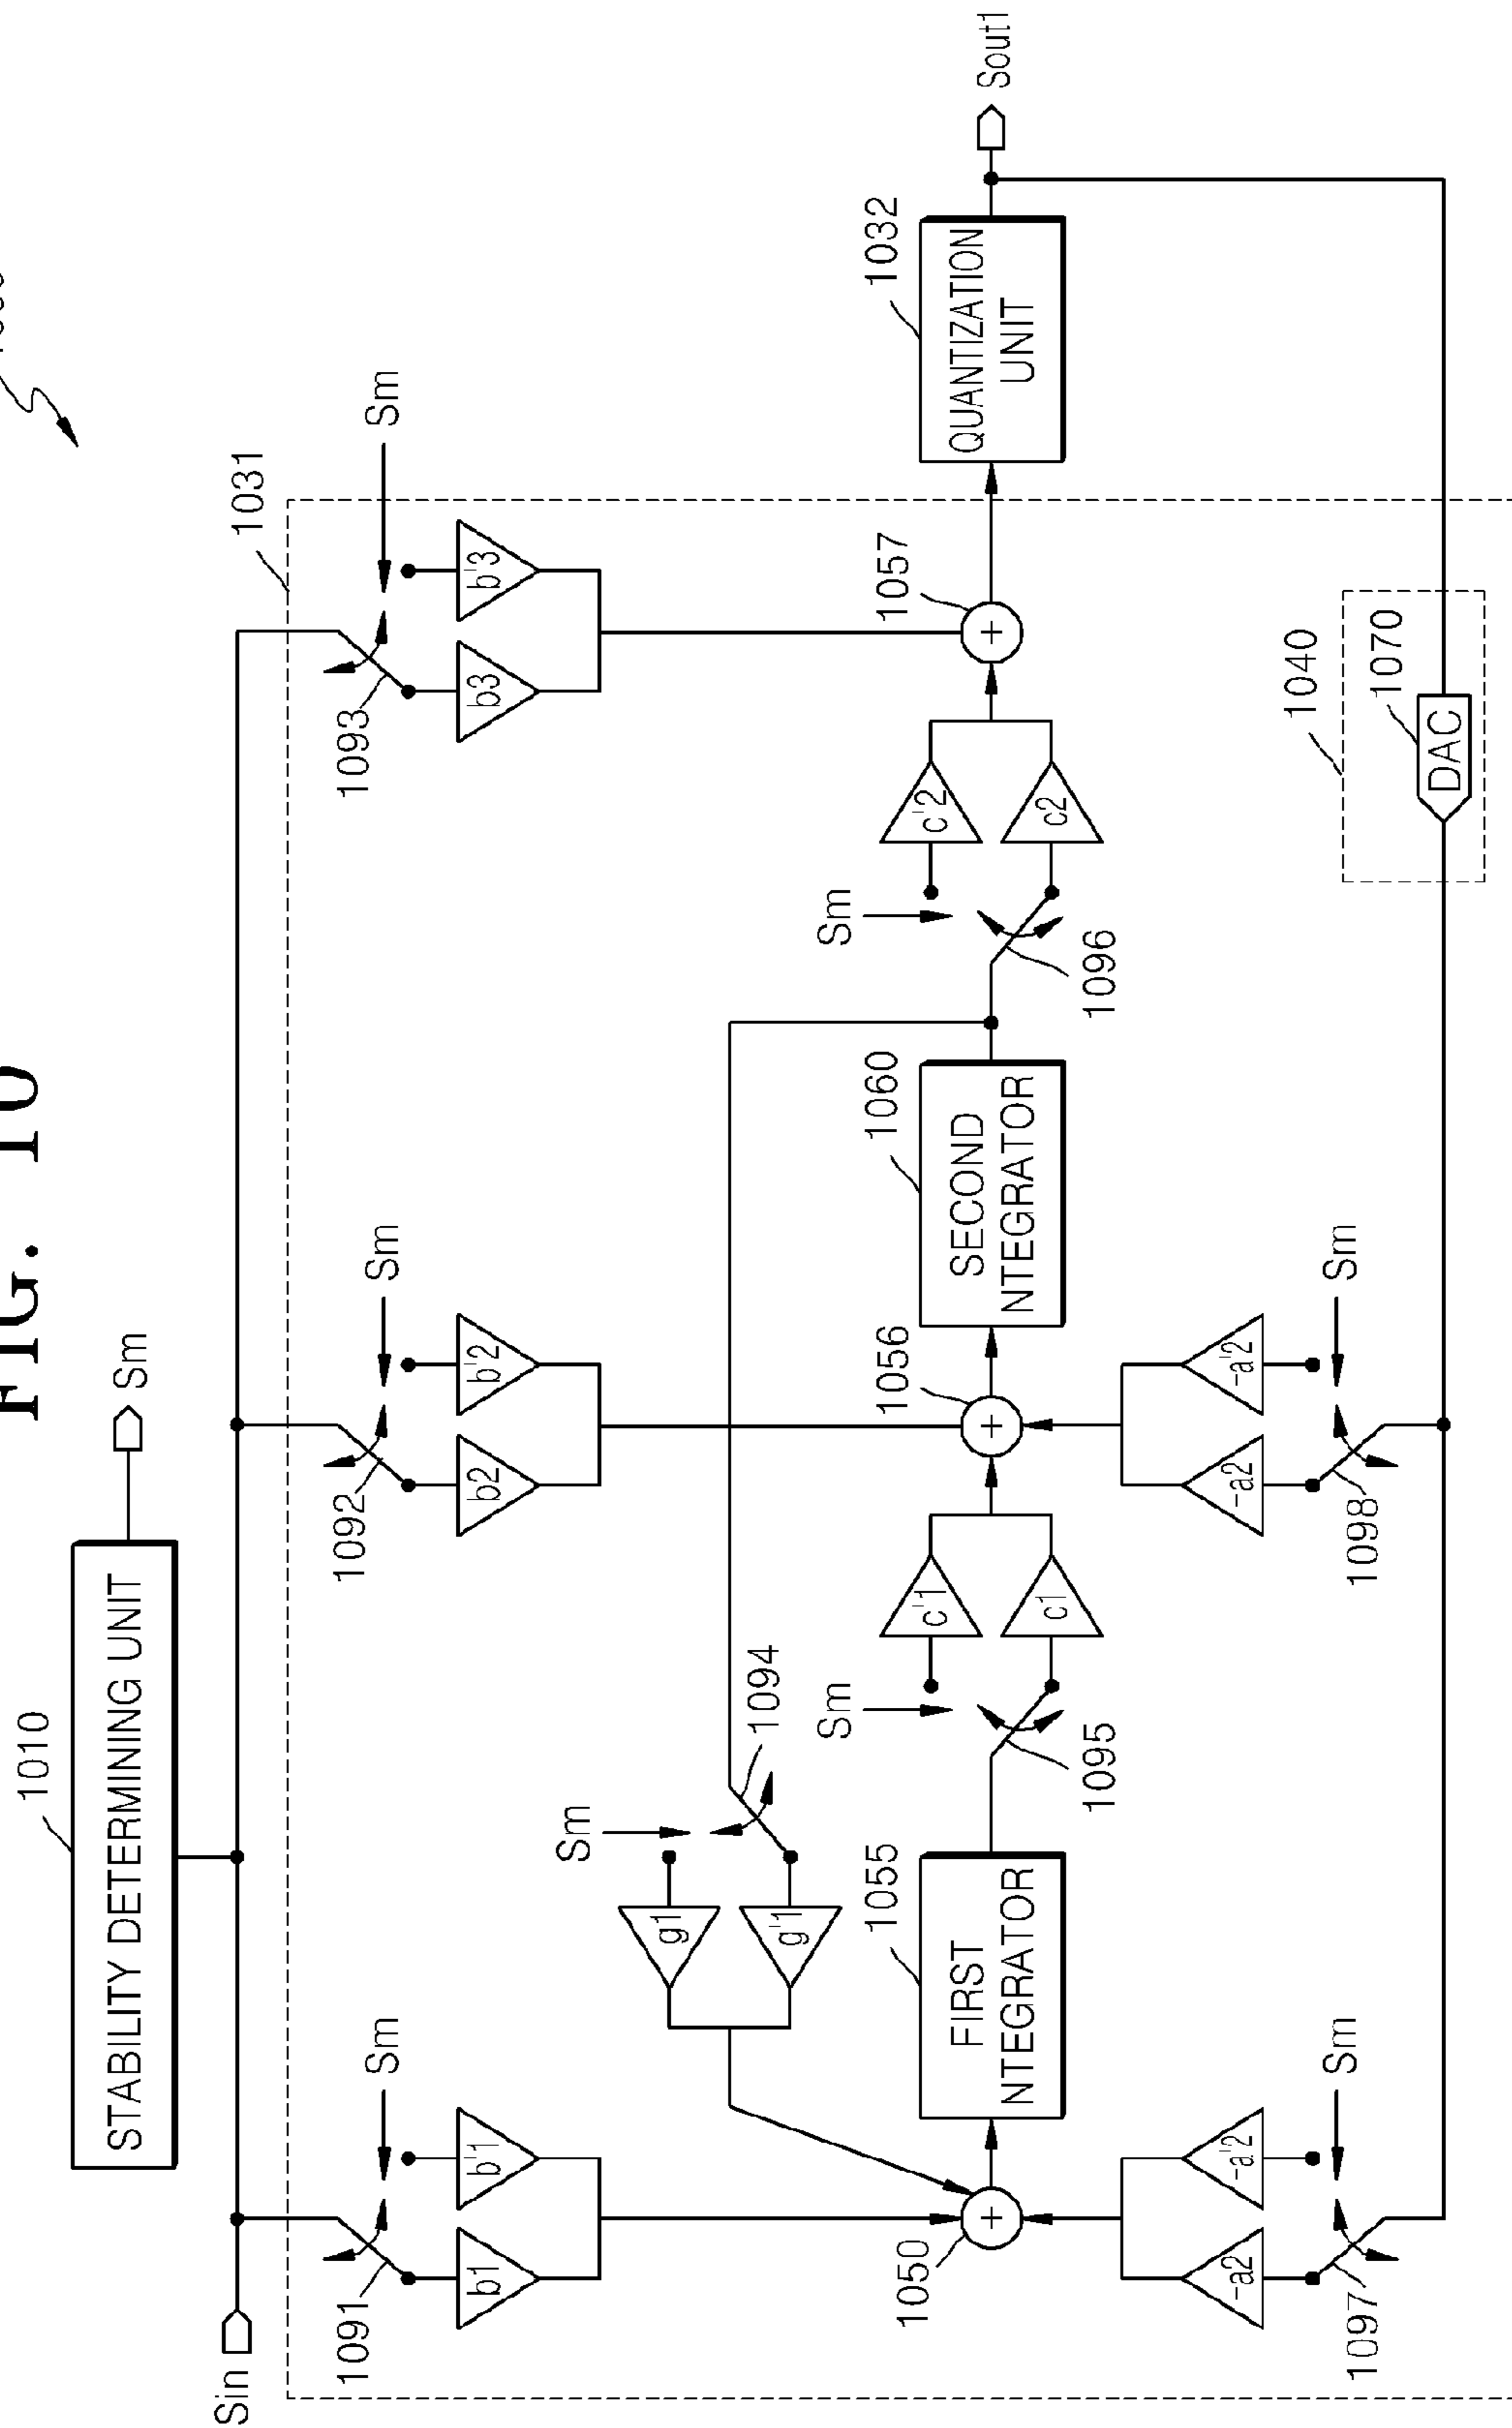 FIG. 10
1010
STABILITY DETERMINING UNIT
Sm
Sin
1031
1091
Sm
1092
Sm
1093
Sm
b1
b'1
b2
b'2
b3
b'3
Sm
g1
g'1
1094
Sm
c'1
c1
1095
Sm
c'2
c2
1096
1050
1055
FIRST
NTEGRATOR
1056
1060
SECOND
NTEGRATOR
1057
1032
QUANTIZATION
UNIT
Sout1
-a2
-a'2
-a2
-a'2
1097
Sm
1098
Sm
1040
1070
DAC